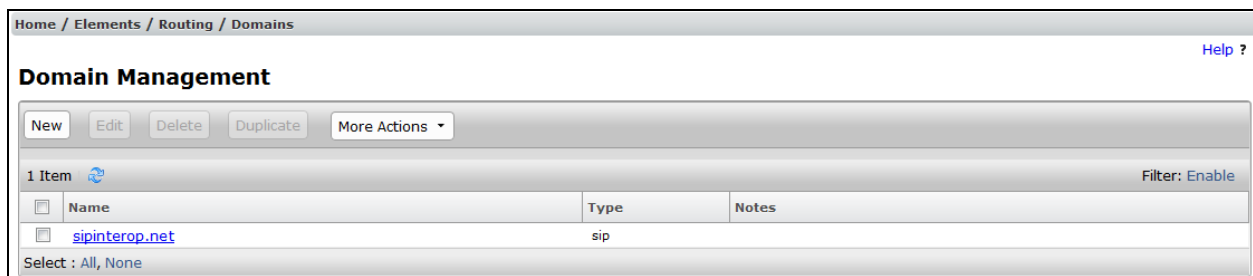 Home / Elements / Routing / Domains
Help ?
Domain Management
New Edit Delete Duplicate More Actions
1 Item Filter: Enable
Name Type Notes
sipinterop.net sip
Select : All, None